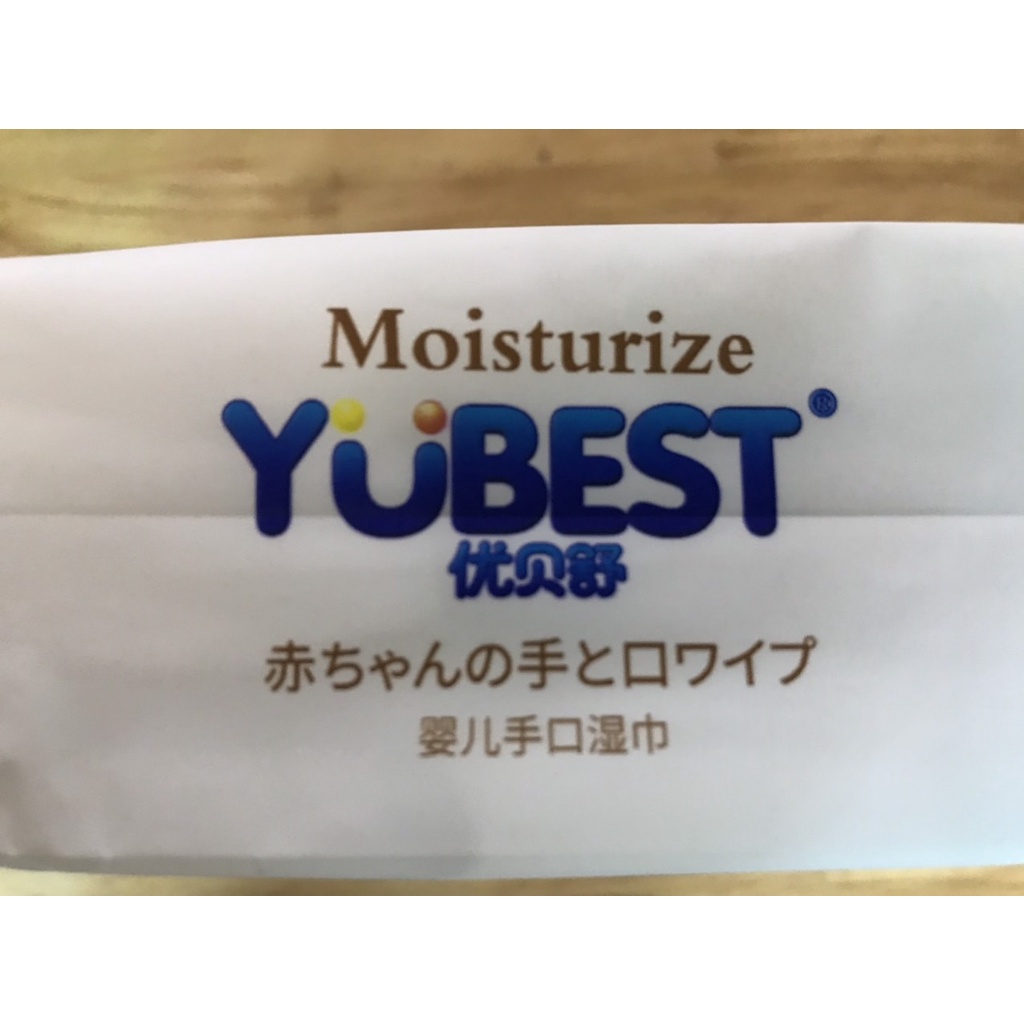 Moisturize
YÜBEST®
优贝舒
赤ちゃんの手と口ワイプ
婴儿手口湿巾